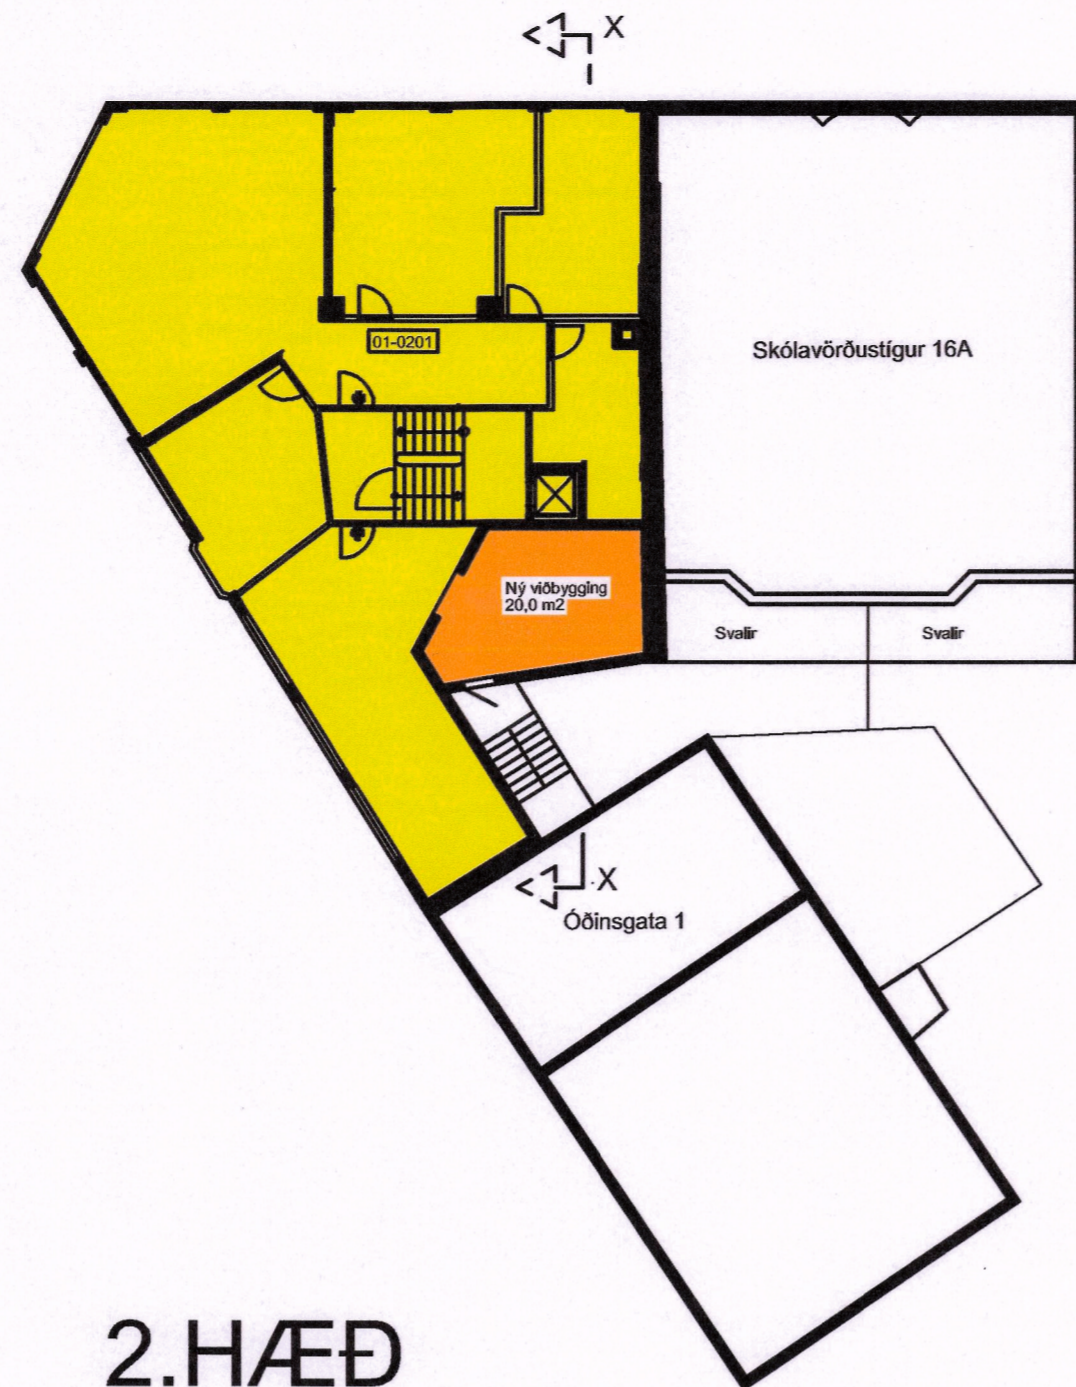 X
01-0201
Skólavörðustígur 16A
Ný viðbygging
20,0 m2
Svalir
Svalir
X
Óðinsgata 1
2.HÆÐ